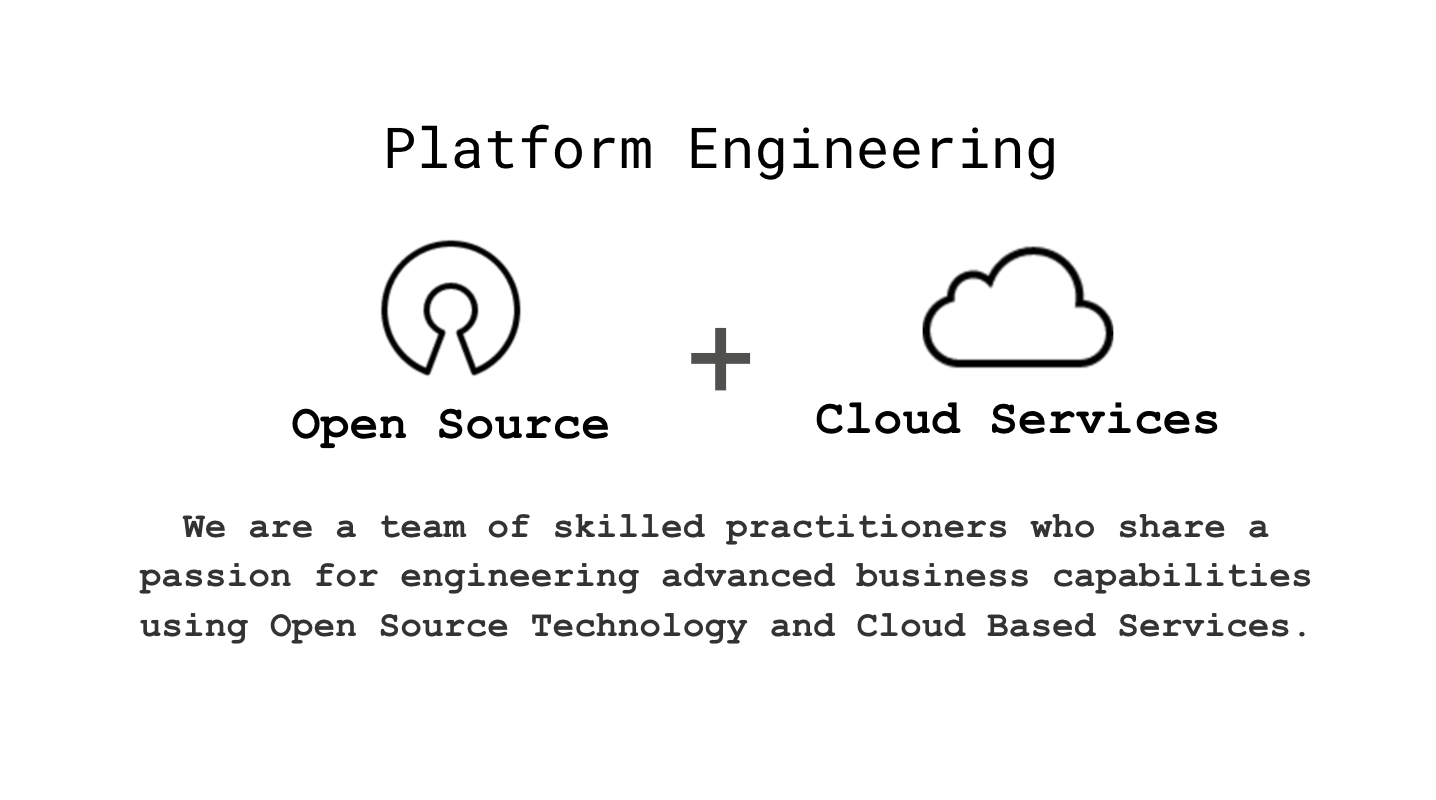 Platform Engineering
+
Open Source
Cloud Services
We are a team of skilled practitioners who share a
passion for engineering advanced business capabilities
using Open Source Technology and Cloud Based Services.